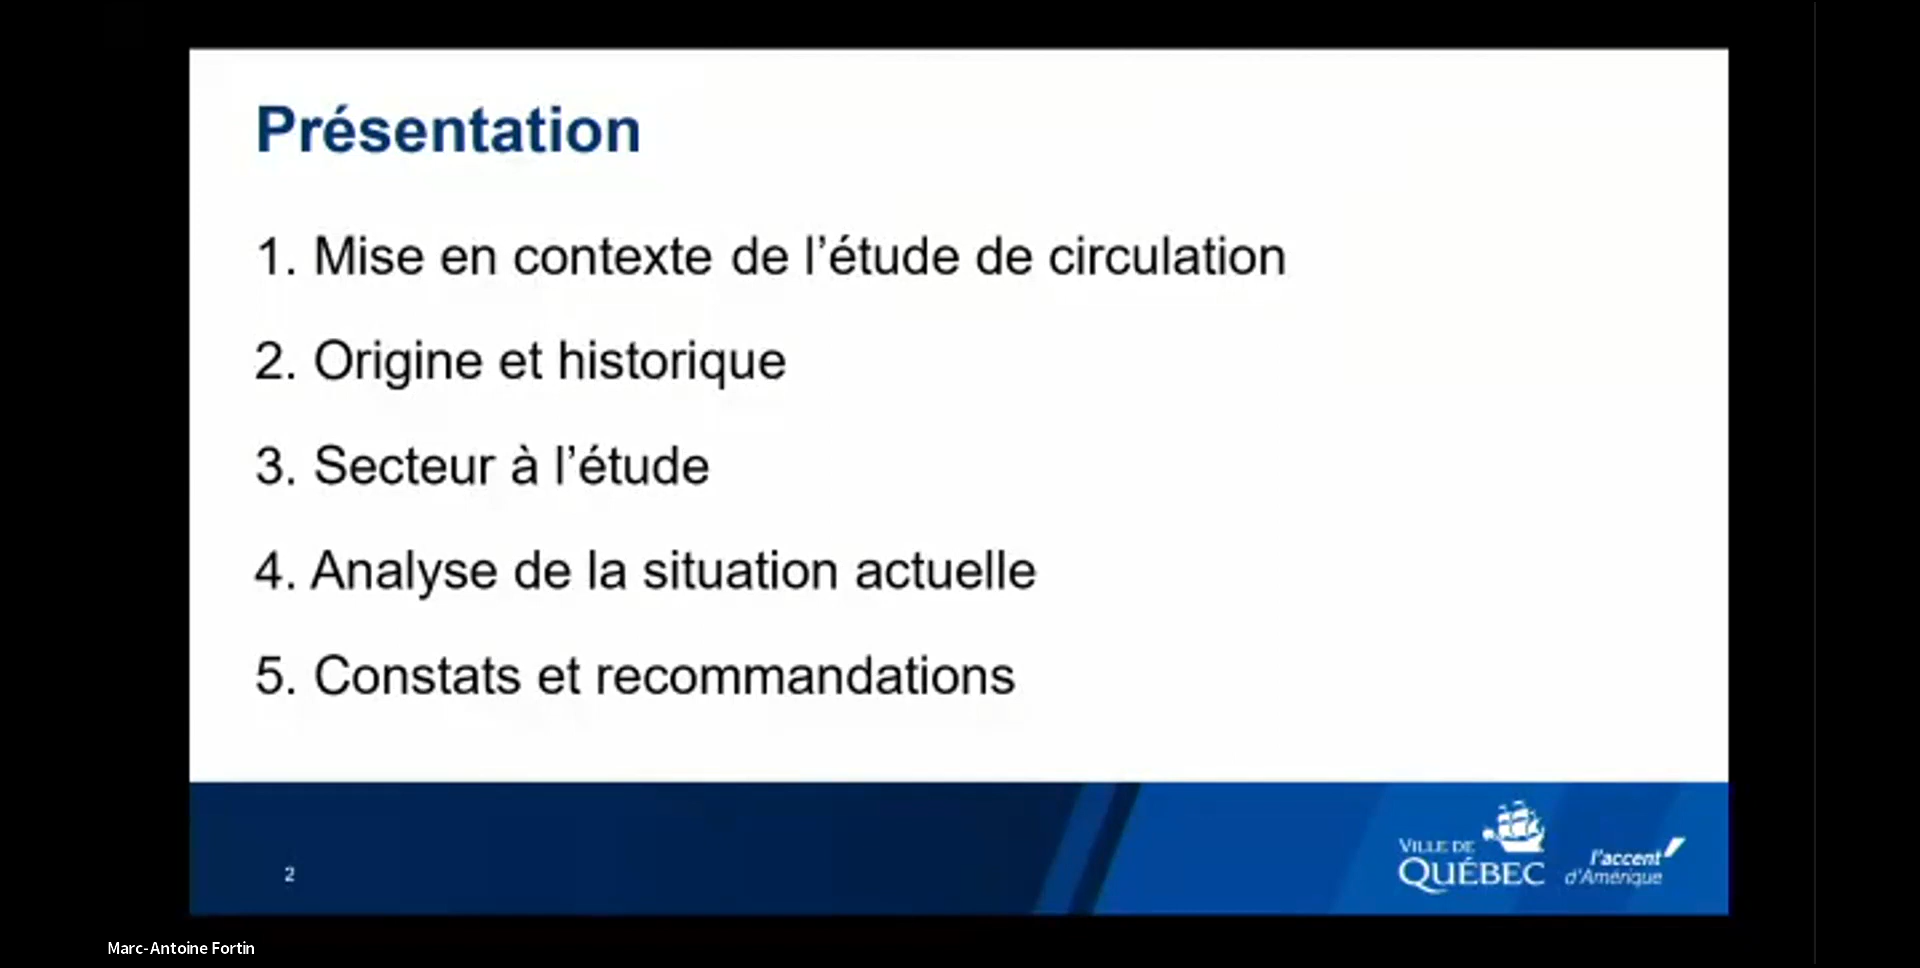 Présentation
1. Mise en contexte de l’étude de circulation
2. Origine et historique
3. Secteur à l’étude
4. Analyse de la situation actuelle
5. Constats et recommandations
2
VILLE DE
QUÉBEC
l'accent
d'Amérique
Marc-Antoine Fortin